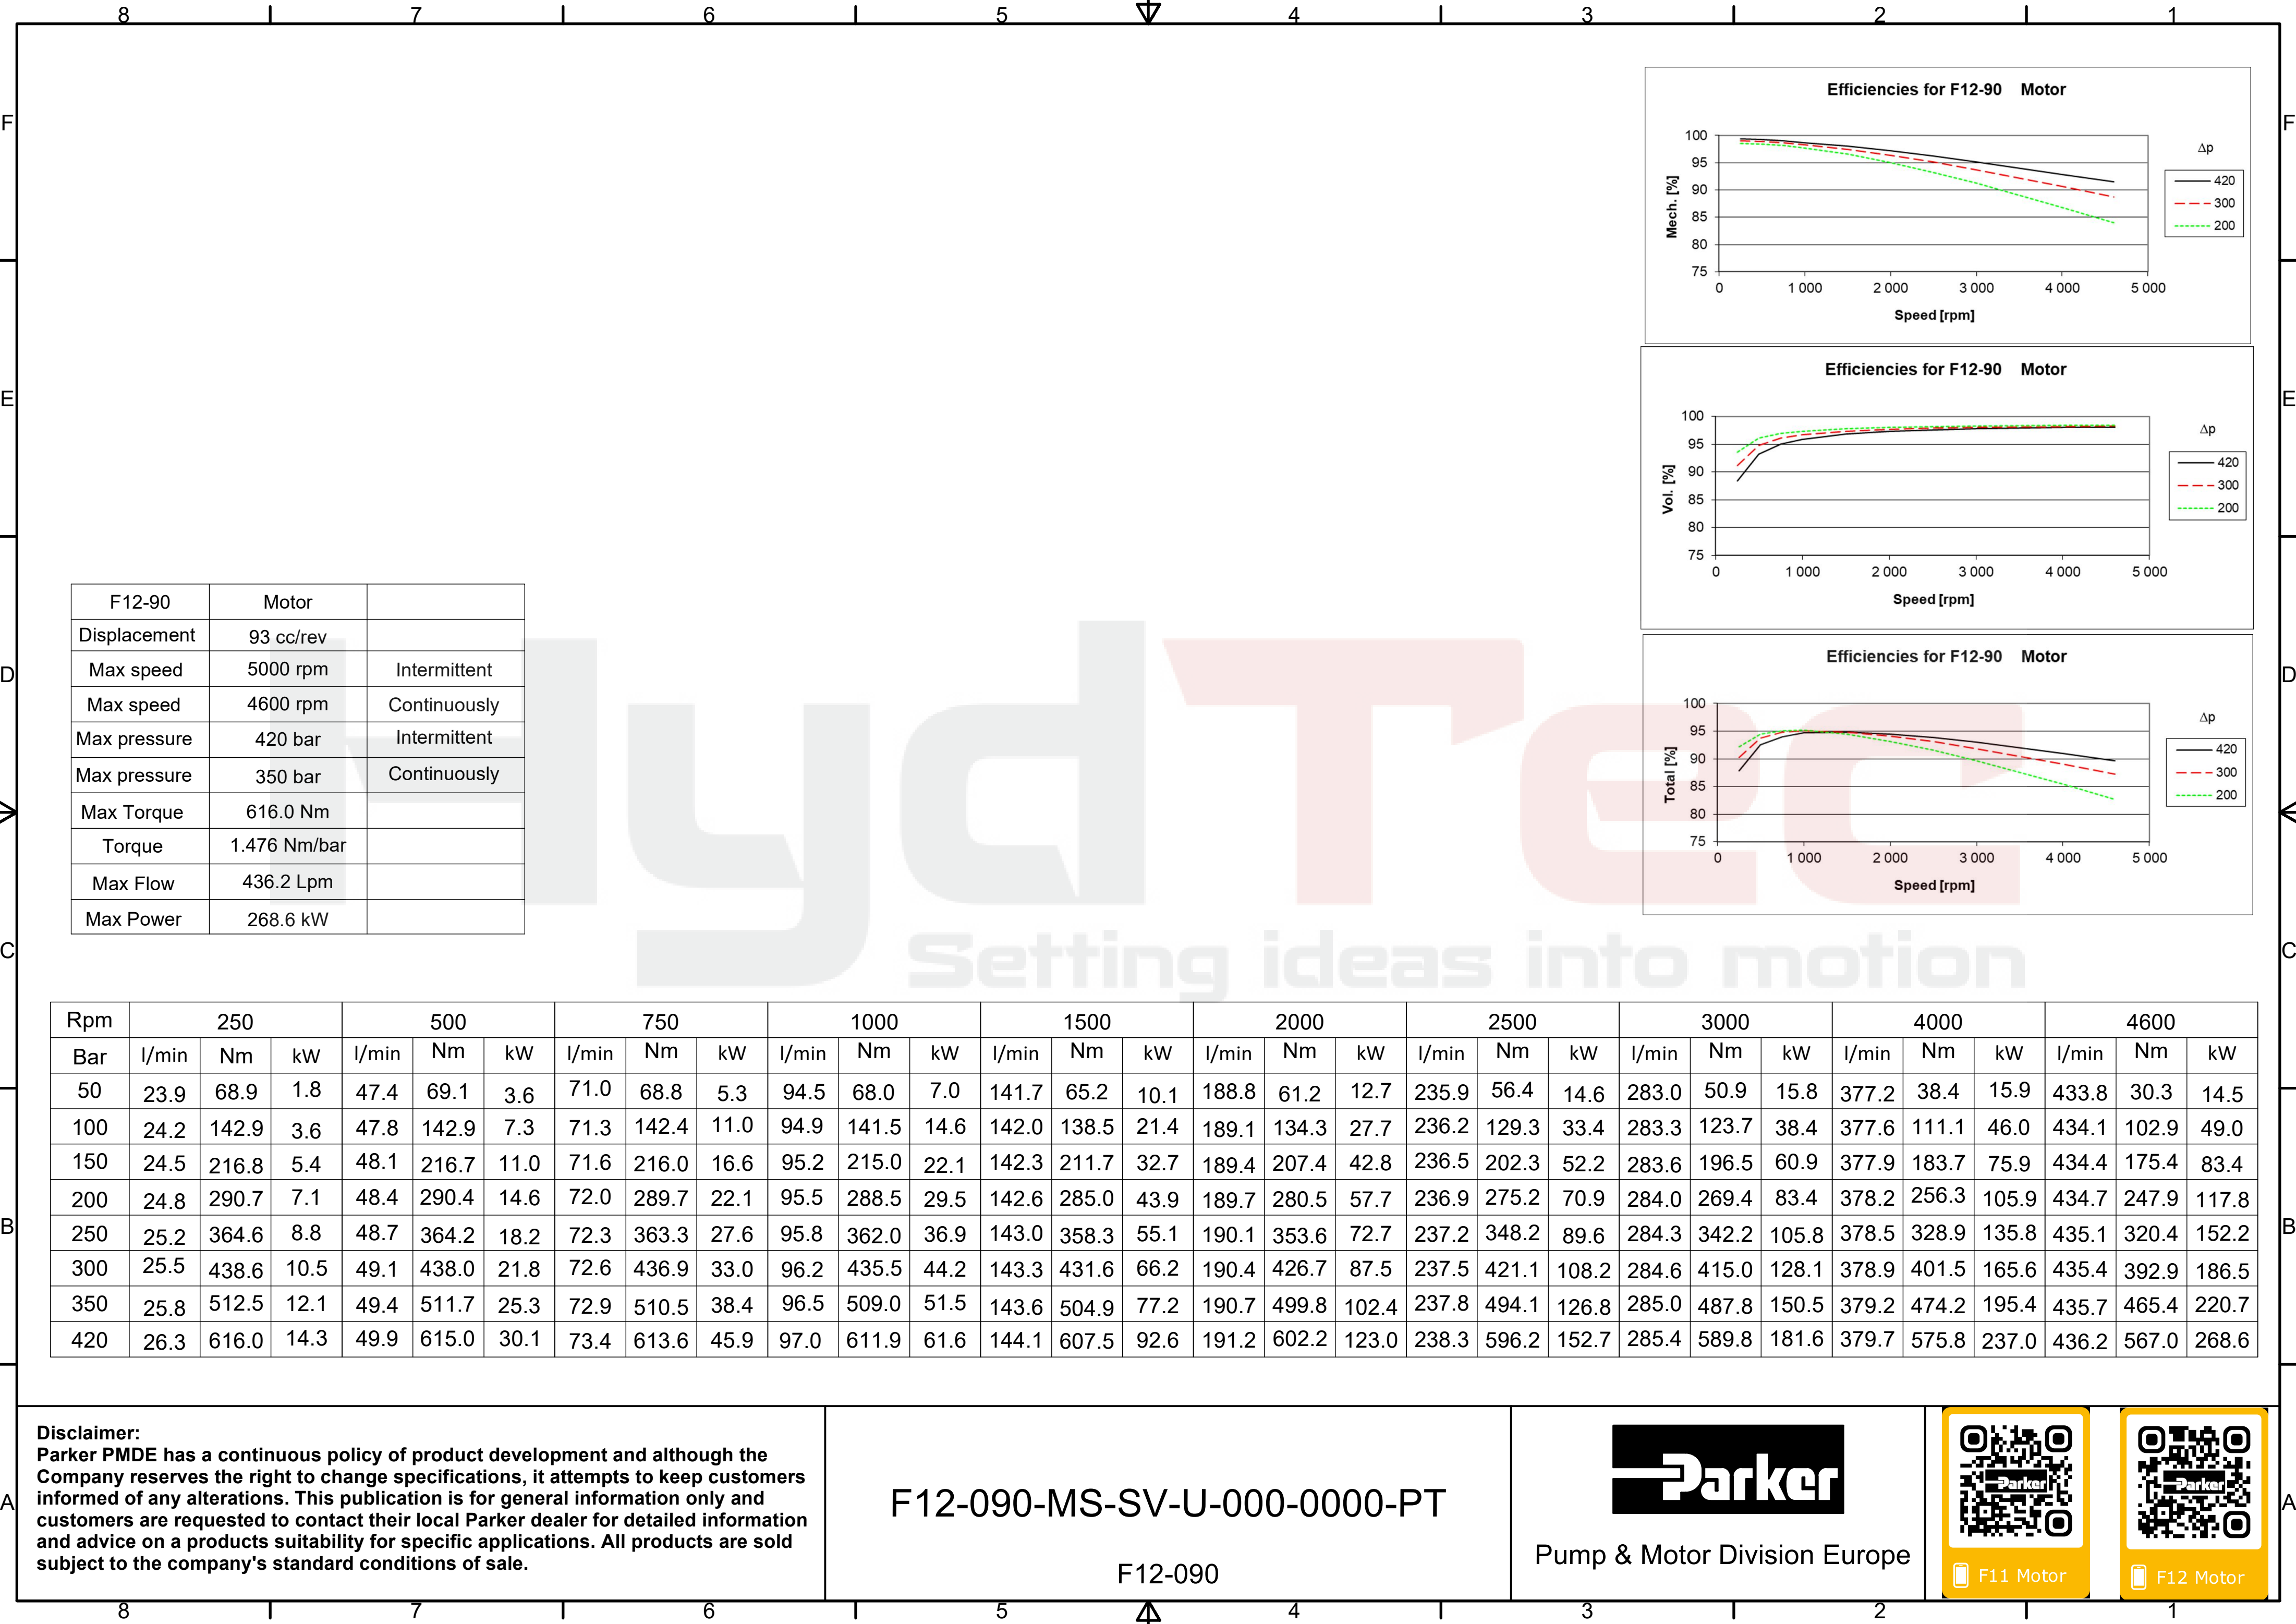 8 7 6 5 4 3 2 1
F F
E E
D D
C C
B B
A A
Efficiencies for F12-90 Motor
100
95
90
85
80
75
Mech. [%]
0 1 000 2 000 3 000 4 000 5 000
Speed [rpm]
Δp
420
300
200
Efficiencies for F12-90 Motor
100
95
90
85
80
75
Vol. [%]
0 1 000 2 000 3 000 4 000 5 000
Speed [rpm]
Δp
420
300
200
Efficiencies for F12-90 Motor
100
95
90
85
80
75
Total [%]
0 1 000 2 000 3 000 4 000 5 000
Speed [rpm]
Δp
420
300
200
F12-90 Motor
Displacement 93 cc/rev
Max speed 5000 rpm Intermittent
Max speed 4600 rpm Continuously
Max pressure 420 bar Intermittent
Max pressure 350 bar Continuously
Max Torque 616.0 Nm
Torque 1.476 Nm/bar
Max Flow 436.2 Lpm
Max Power 268.6 kW
HydTec
Setting ideas into motion
Rpm 250 500 750 1000 1500 2000 2500 3000 4000 4600
Bar l/min Nm kW l/min Nm kW l/min Nm kW l/min Nm kW l/min Nm kW l/min Nm kW l/min Nm kW l/min Nm kW l/min Nm kW l/min Nm kW
50 23.9 68.9 1.8 47.4 69.1 3.6 71.0 68.8 5.3 94.5 68.0 7.0 141.7 65.2 10.1 188.8 61.2 12.7 235.9 56.4 14.6 283.0 50.9 15.8 377.2 38.4 15.9 433.8 30.3 14.5
100 24.2 142.9 3.6 47.8 142.9 7.3 71.3 142.4 11.0 94.9 141.5 14.6 142.0 138.5 21.4 189.1 134.3 27.7 236.2 129.3 33.4 283.3 123.7 38.4 377.6 111.1 46.0 434.1 102.9 49.0
150 24.5 216.8 5.4 48.1 216.7 11.0 71.6 216.0 16.6 95.2 215.0 22.1 142.3 211.7 32.7 189.4 207.4 42.8 236.5 202.3 52.2 283.6 196.5 60.9 377.9 183.7 75.9 434.4 175.4 83.4
200 24.8 290.7 7.1 48.4 290.4 14.6 72.0 289.7 22.1 95.5 288.5 29.5 142.6 285.0 43.9 189.7 280.5 57.7 236.9 275.2 70.9 284.0 269.4 83.4 378.2 256.3 105.9 434.7 247.9 117.8
250 25.2 364.6 8.8 48.7 364.2 18.2 72.3 363.3 27.6 95.8 362.0 36.9 143.0 358.3 55.1 190.1 353.6 72.7 237.2 348.2 89.6 284.3 342.2 105.8 378.5 328.9 135.8 435.1 320.4 152.2
300 25.5 438.6 10.5 49.1 438.0 21.8 72.6 436.9 33.0 96.2 435.5 44.2 143.3 431.6 66.2 190.4 426.7 87.5 237.5 421.1 108.2 284.6 415.0 128.1 378.9 401.5 165.6 435.4 392.9 186.5
350 25.8 512.5 12.1 49.4 511.7 25.3 72.9 510.5 38.4 96.5 509.0 51.5 143.6 504.9 77.2 190.7 499.8 102.4 237.8 494.1 126.8 285.0 487.8 150.5 379.2 474.2 195.4 435.7 465.4 220.7
420 26.3 616.0 14.3 49.9 615.0 30.1 73.4 613.6 45.9 97.0 611.9 61.6 144.1 607.5 92.6 191.2 602.2 123.0 238.3 596.2 152.7 285.4 589.8 181.6 379.7 575.8 237.0 436.2 567.0 268.6
Disclaimer:
Parker PMDE has a continuous policy of product development and although the
Company reserves the right to change specifications, it attempts to keep customers
informed of any alterations. This publication is for general information only and
customers are requested to contact their local Parker dealer for detailed information
and advice on a products suitability for specific applications. All products are sold
subject to the company's standard conditions of sale.
F12-090-MS-SV-U-000-0000-PT
F12-090
Parker
Pump & Motor Division Europe
Parker
F11 Motor
Parker
F12 Motor
8 7 6 5 4 3 2 1